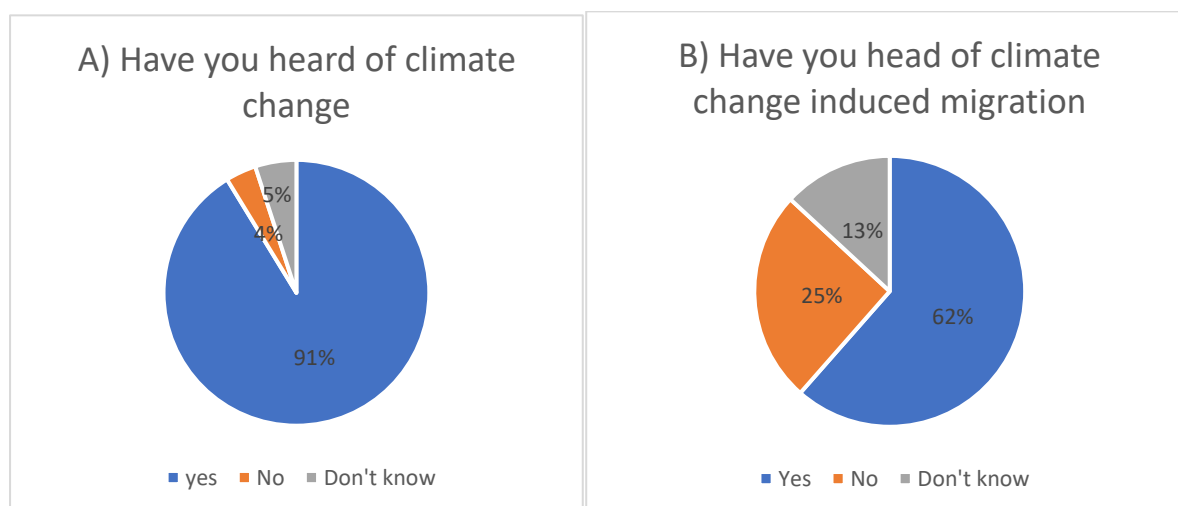 A) Have you heard of climate
change
5%
4%
91%
yes No Don't know
B) Have you head of climate
change induced migration
13%
25%
62%
Yes No Don't know